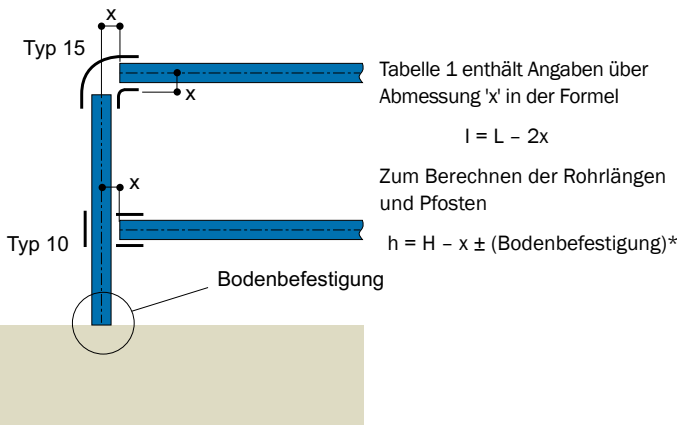 x
Typ 15
x
Tabelle 1 enthält Angaben über
Abmessung 'x' in der Formel
l = L – 2x
Zum Berechnen der Rohrlängen
und Pfosten
x
Typ 10
h = H – x ± (Bodenbefestigung)*
Bodenbefestigung